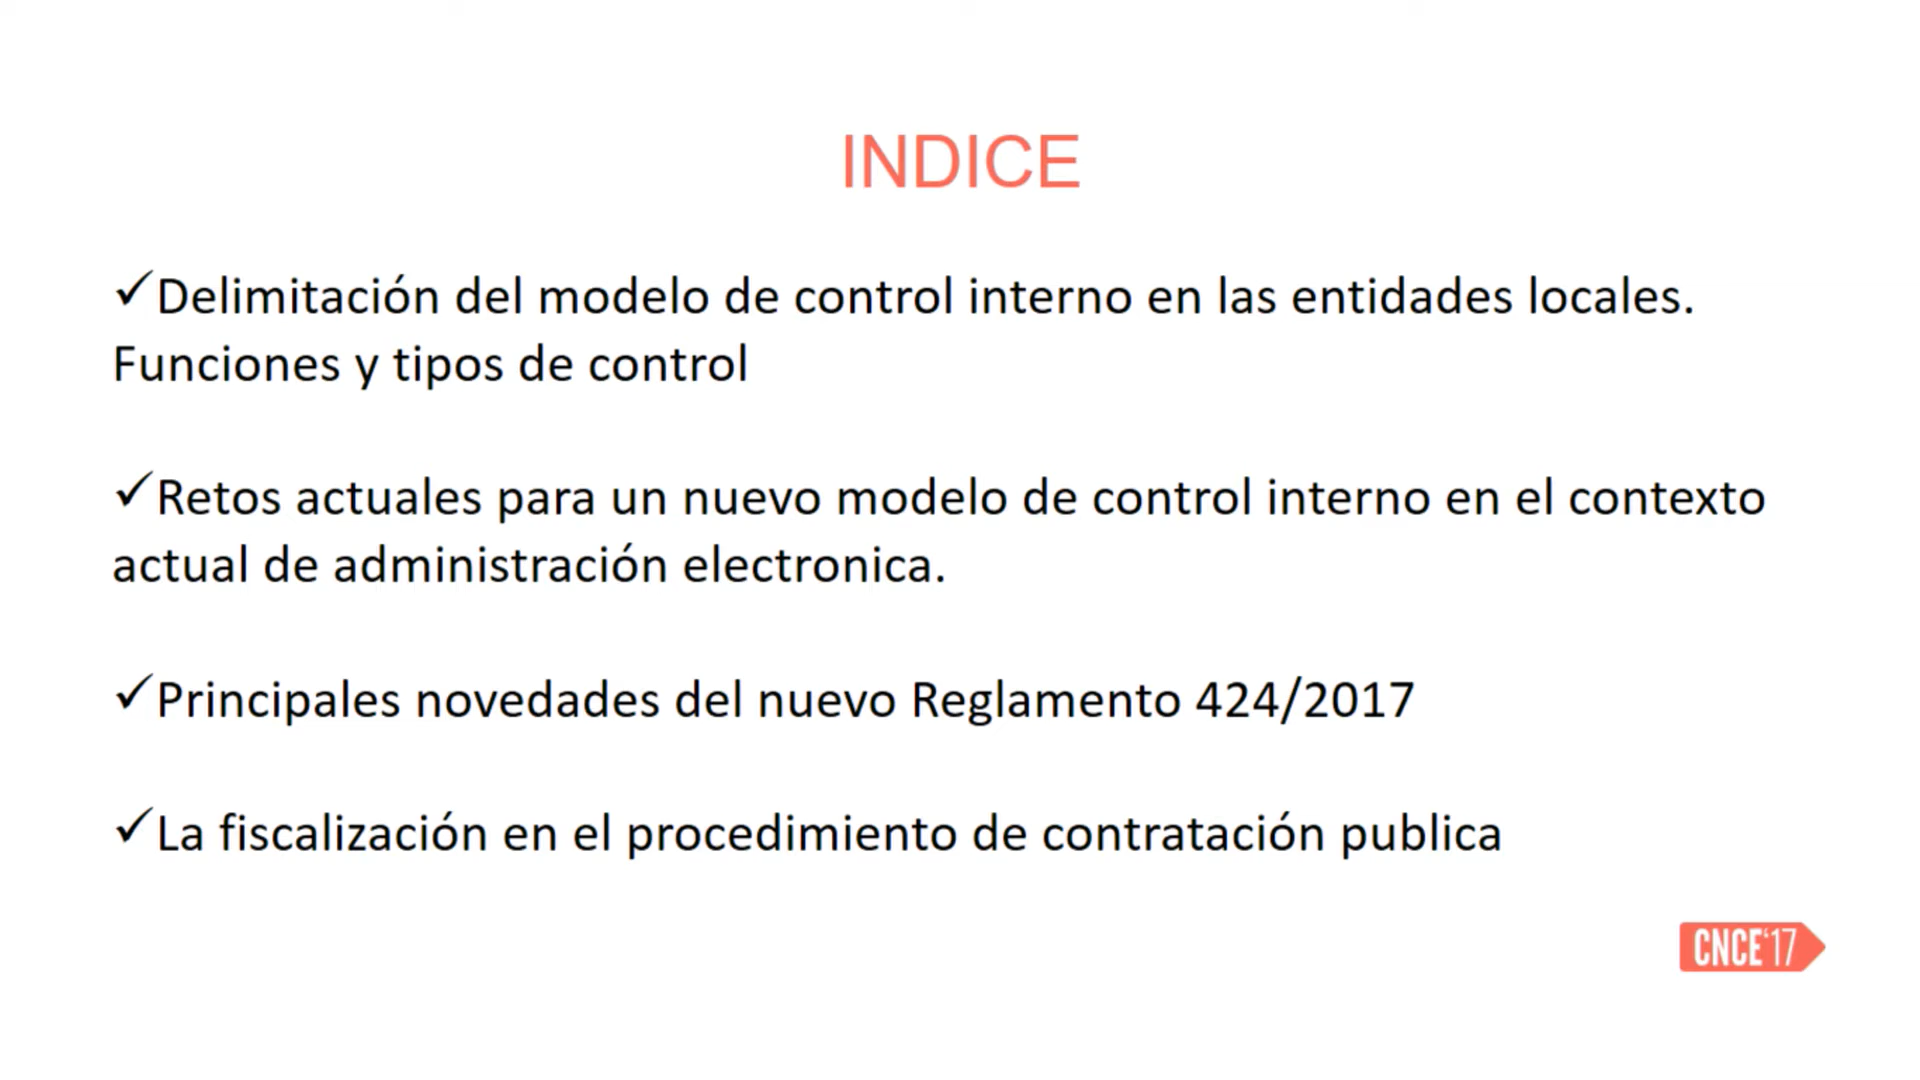 INDICE
✓Delimitación del modelo de control interno en las entidades locales.
Funciones y tipos de control
✓Retos actuales para un nuevo modelo de control interno en el contexto
actual de administración electronica.
✓Principales novedades del nuevo Reglamento 424/2017
✓La fiscalización en el procedimiento de contratación publica
CNCE'17